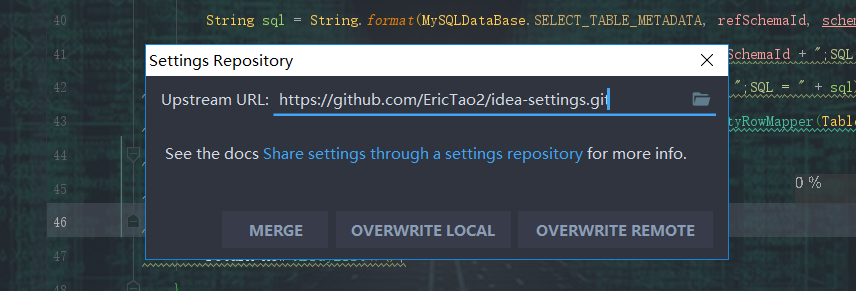 40 String sql = String.format(MySQLDataBase.SELECT_TABLE_METADATA, refSchemaId, schem
41 SchemaId + ";SQL
Settings Repository
42 ";SQL = " + sql)
Upstream URL: https://github.com/EricTao2/idea-settings.git
43 tyRowMapper(Table
44
See the docs Share settings through a settings repository for more info.
45 0 %
46
MERGE OVERWRITE LOCAL OVERWRITE REMOTE
47
48 }